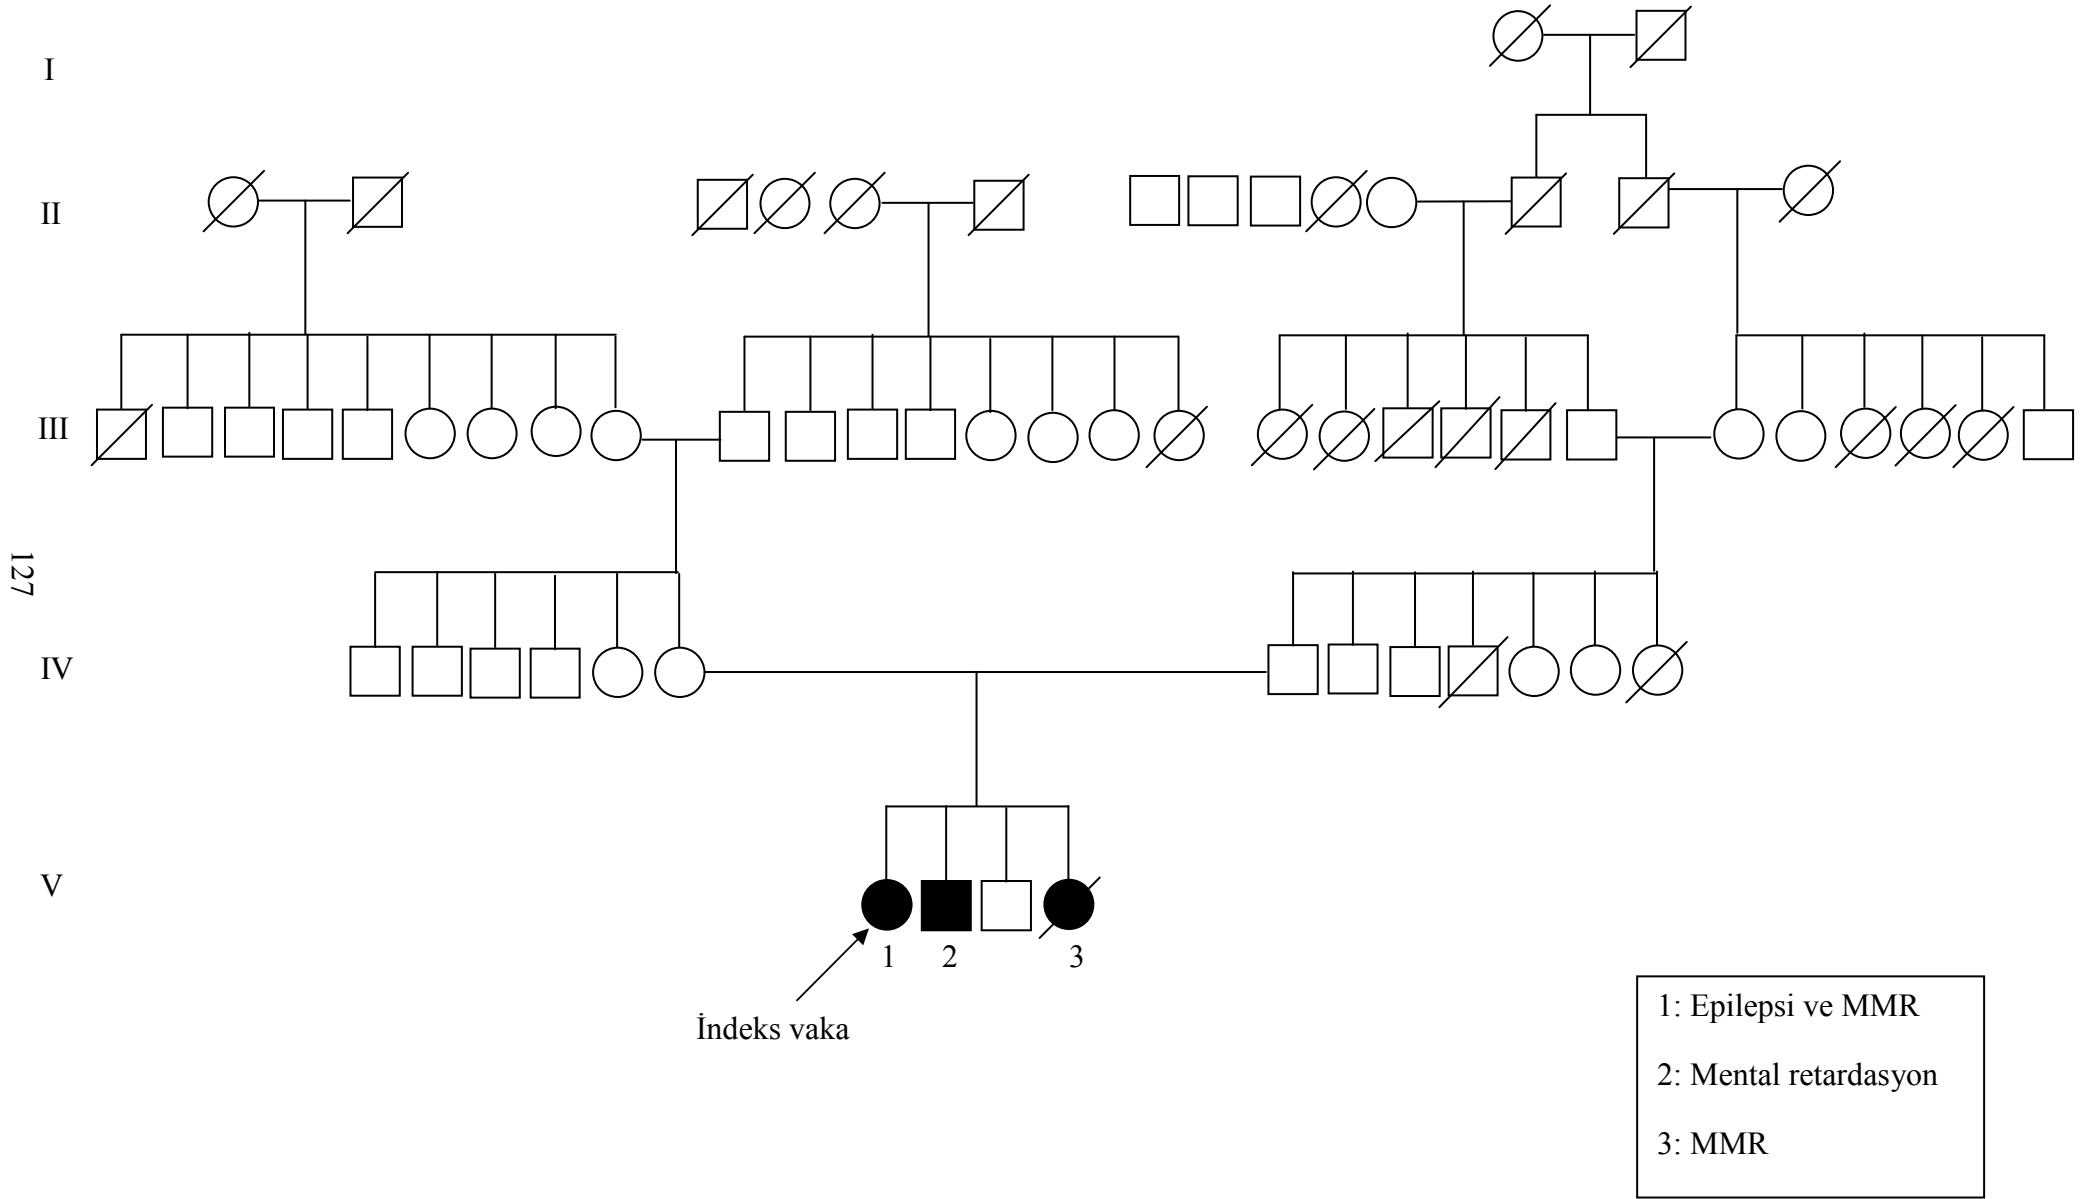 I
II
III
127
IV
V
1 2 3
İndeks vaka
1: Epilepsi ve MMR
2: Mental retardasyon
3: MMR